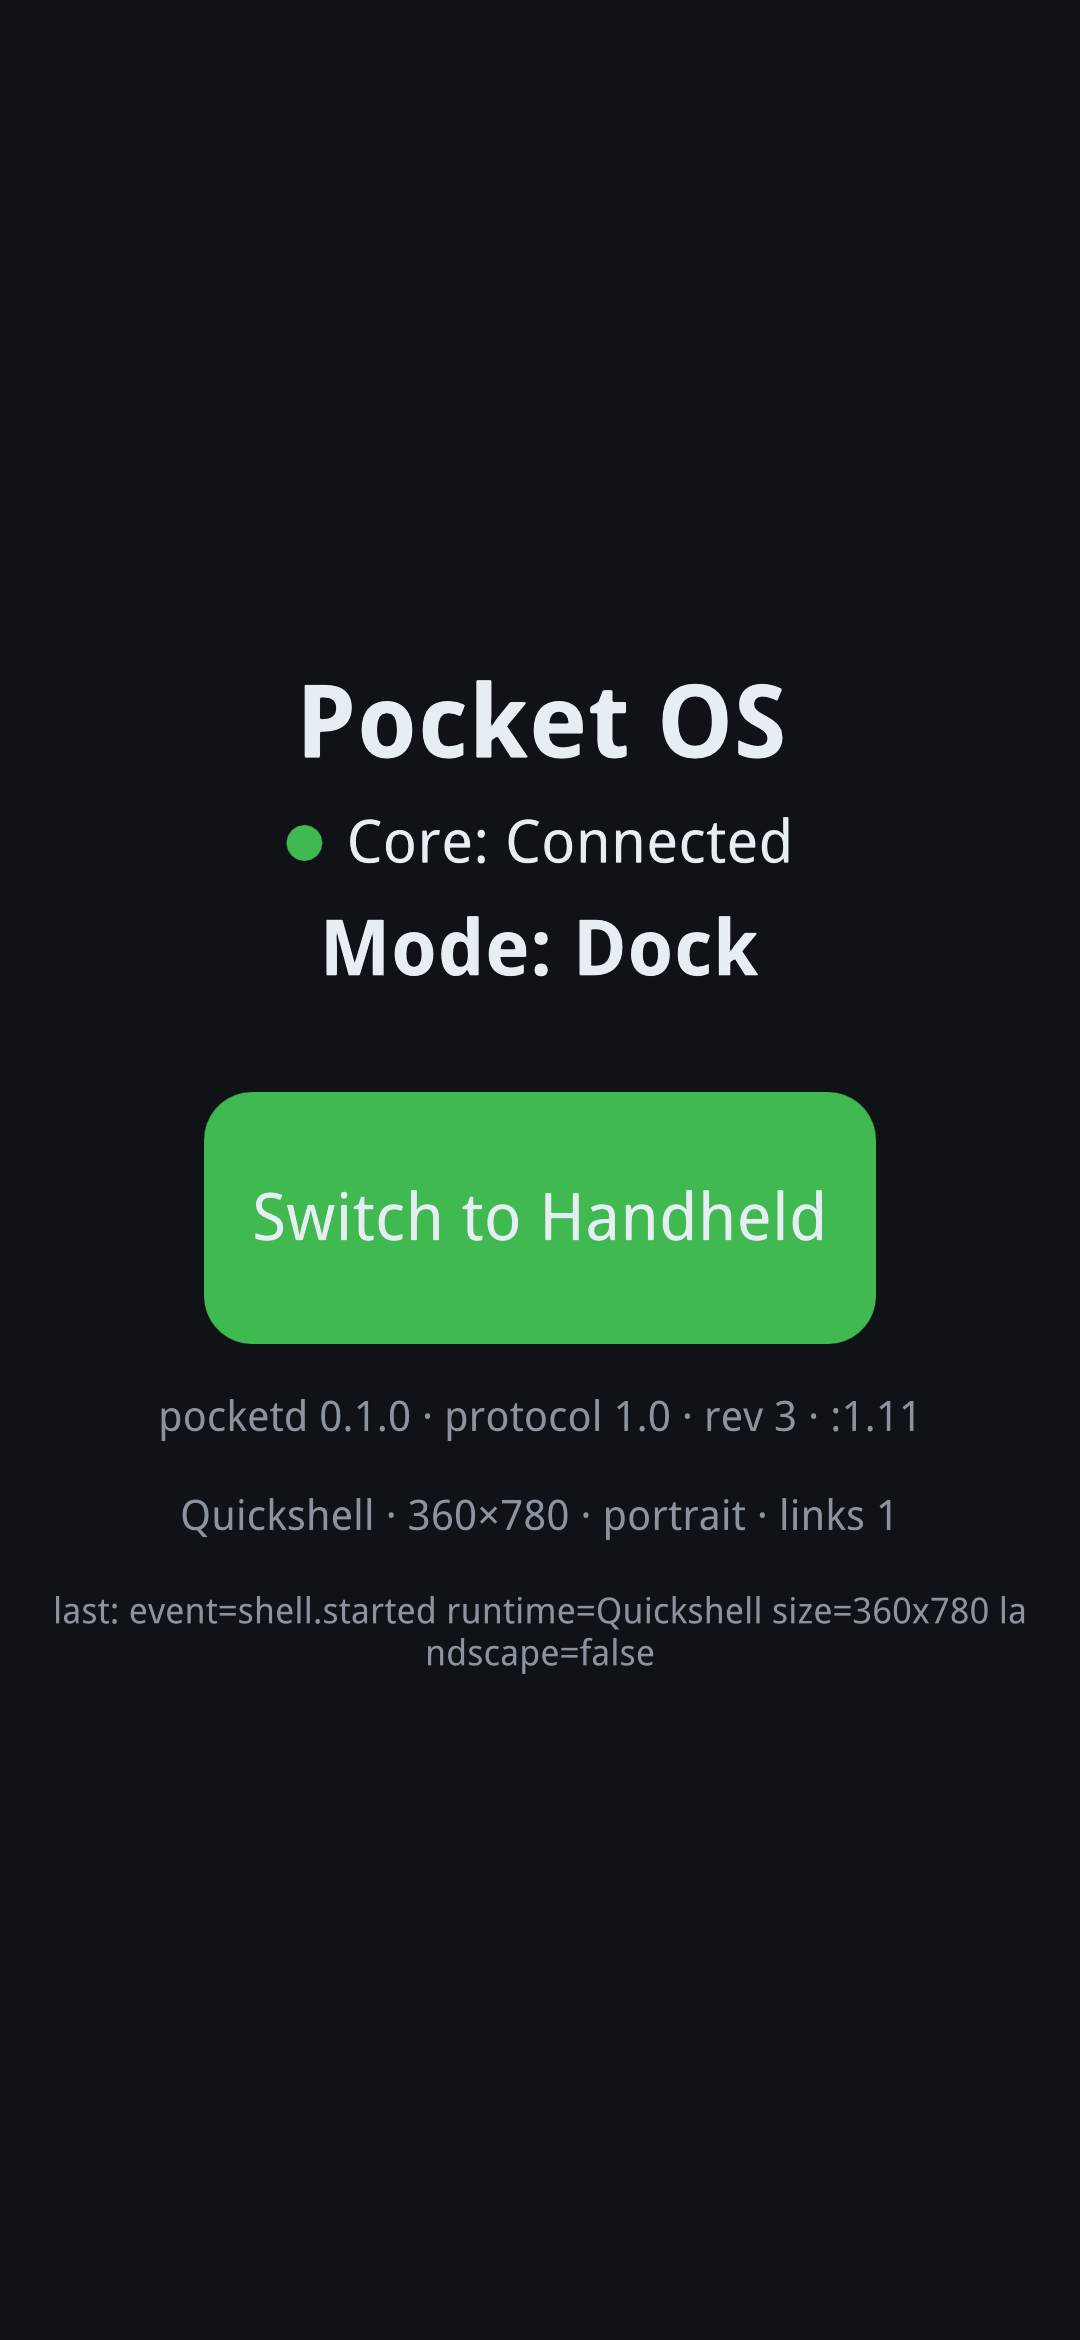 Pocket OS
Core: Connected
Mode: Dock
Switch to Handheld
pocketd 0.1.0 · protocol 1.0 · rev 3 · :1.11
Quickshell · 360×780 · portrait · links 1
last: event=shell.started runtime=Quickshell size=360x780 la
ndscape=false